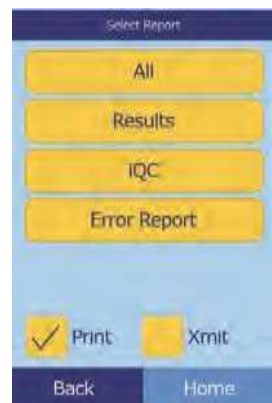 Select Report
All
Results
iQC
Error Report
Print Xmit
Back Home